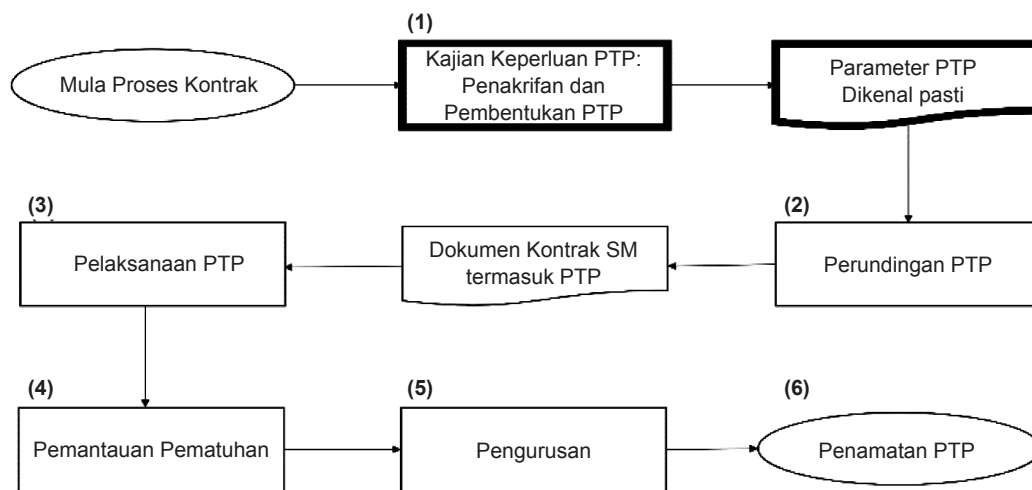 (1)
Mula Proses Kontrak
Kajian Keperluan PTP:
Penakrifan dan
Pembentukan PTP
Parameter PTP
Dikenal pasti
(2)
Perundingan PTP
Dokumen Kontrak SM
termasuk PTP
(3)
Pelaksanaan PTP
(4)
Pemantauan Pematuhan
(5)
Pengurusan
(6)
Penamatan PTP